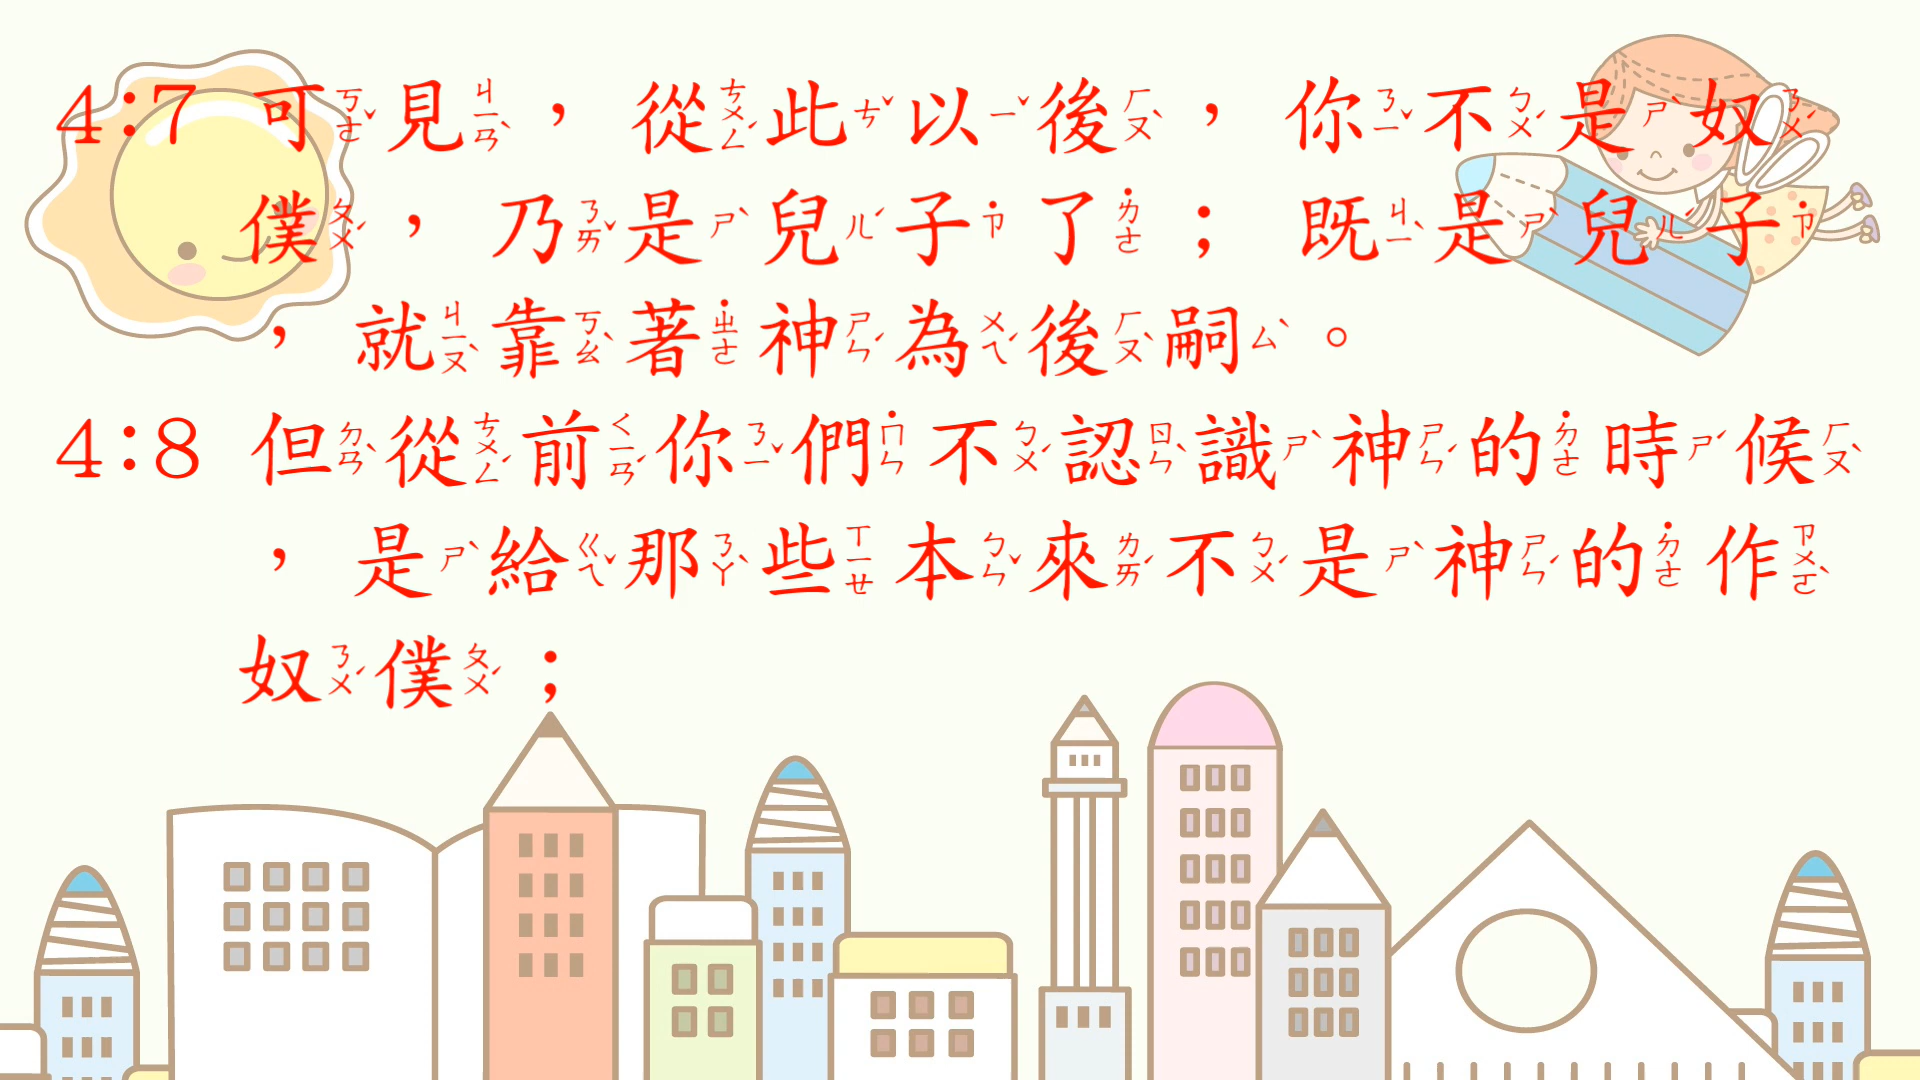 4:7 可見，從此以後，你不是奴
僕，乃是兒子了；既是兒子
，就靠著神為後嗣。
4:8 但從前你們不認識神的時候
，是給那些本來不是神的作
奴僕；